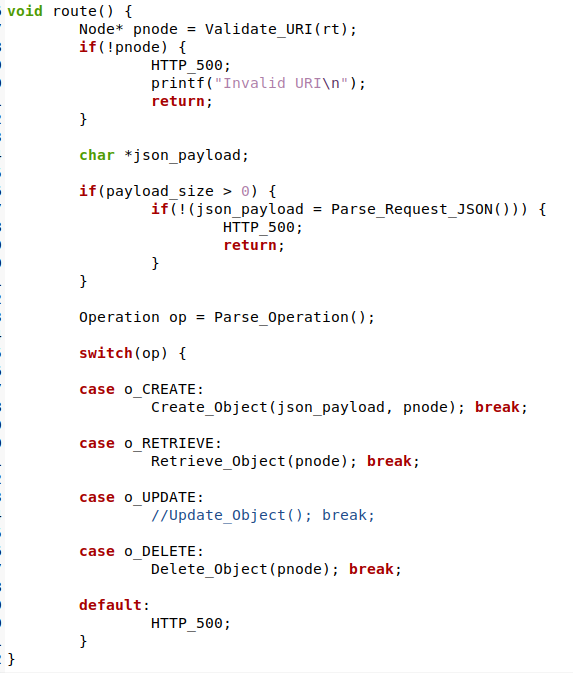 void route() {
Node* pnode = Validate_URI(rt);
if(!pnode) {
HTTP_500;
printf("Invalid URI\n");
return;
}
char *json_payload;
if(payload_size > 0) {
if(!(json_payload = Parse_Request_JSON())) {
HTTP_500;
return;
}
}
Operation op = Parse_Operation();
switch(op) {
case o_CREATE:
Create_Object(json_payload, pnode); break;
case o_RETRIEVE:
Retrieve_Object(pnode); break;
case o_UPDATE:
//Update_Object(); break;
case o_DELETE:
Delete_Object(pnode); break;
default:
HTTP_500;
}
}